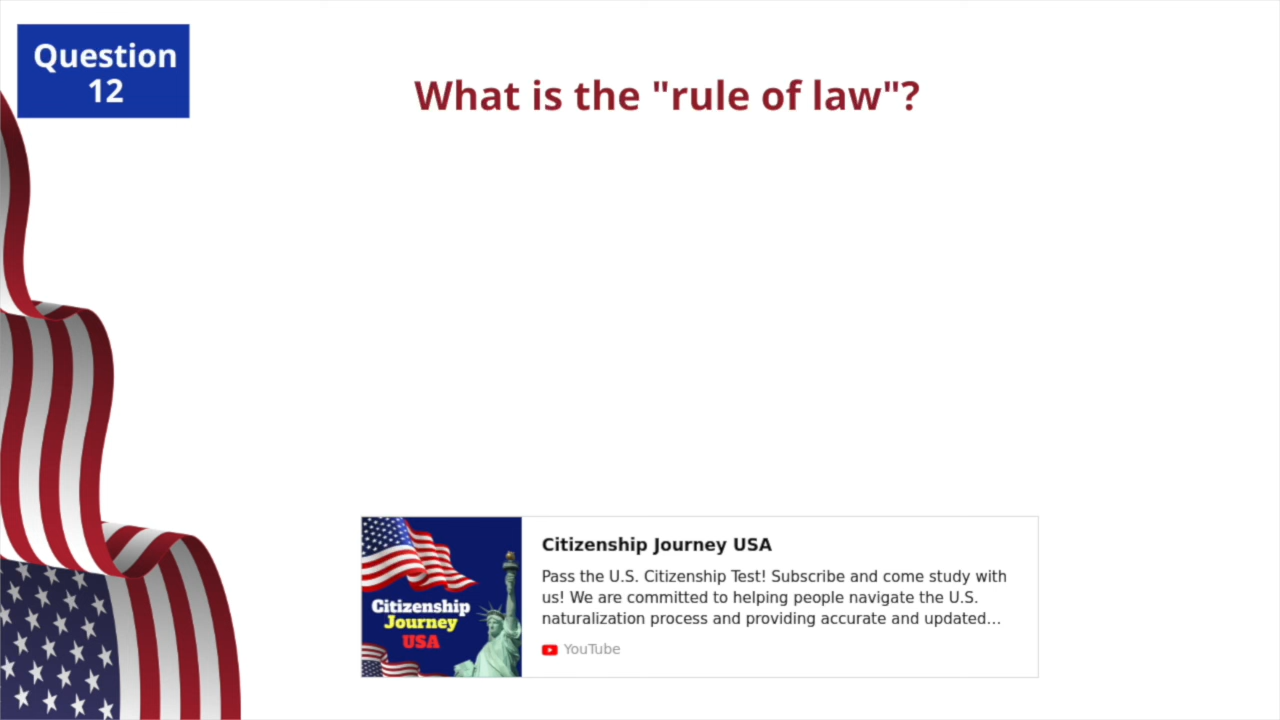 Question
12
What is the "rule of law"?
Citizenship
Journey
USA
Citizenship Journey USA
Pass the U.S. Citizenship Test! Subscribe and come study with
us! We are committed to helping people navigate the U.S.
naturalization process and providing accurate and updated...
YouTube